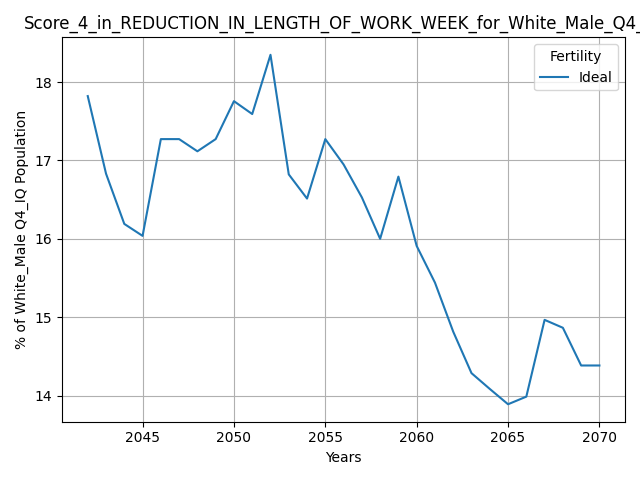 Score_4_in_REDUCTION_IN_LENGTH_OF_WORK_WEEK_for_White_Male_Q4_
Fertility
Ideal
% of White_Male Q4_IQ Population
18
17
16
15
14
2045 2050 2055 2060 2065 2070
Years